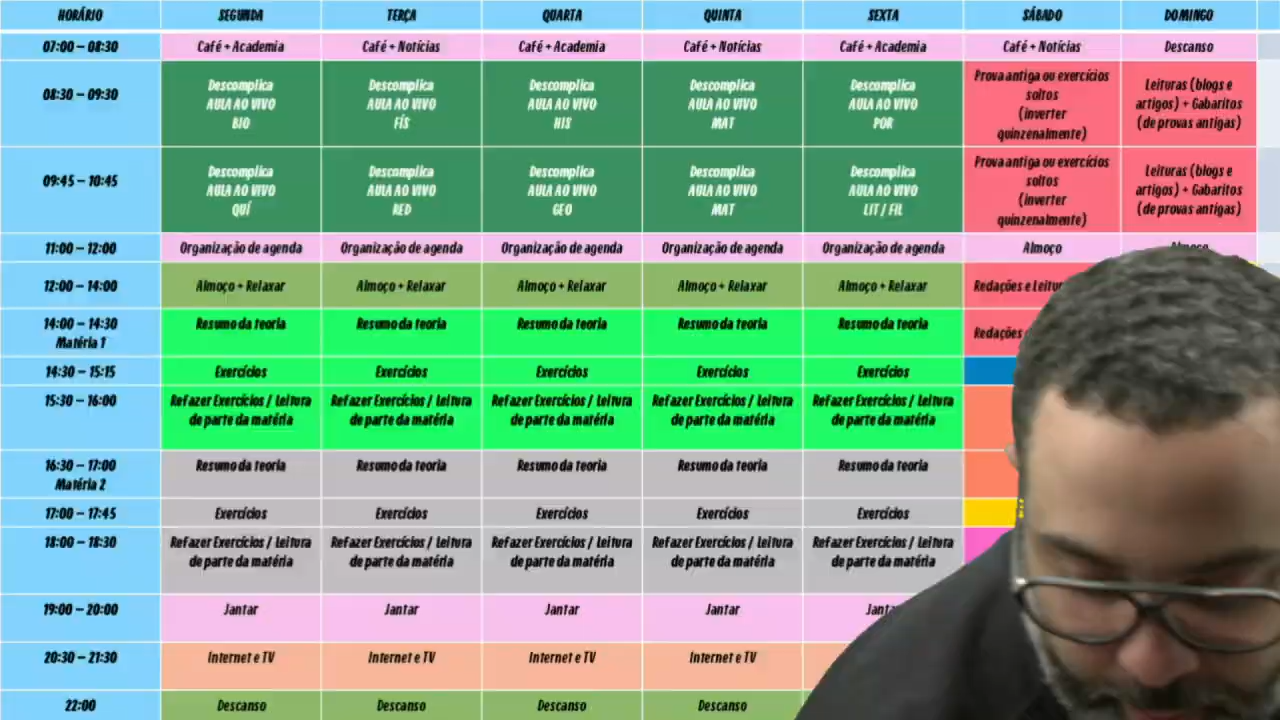 HORÁRIO SEGUNDA TERÇA QUARTA QUINTA SEXTA SÁBADO DOMINGO
07:00 – 08:30 Café + Academia Café + Notícias Café + Academia Café + Notícias Café + Academia Café + Notícias Descanso
08:30 – 09:30
Descomplica
AULA AO VIVO
BIO
Descomplica
AULA AO VIVO
FÍS
Descomplica
AULA AO VIVO
HIS
Descomplica
AULA AO VIVO
MAT
Descomplica
AULA AO VIVO
POR
Prova antiga ou exercícios
soltos
(inverter
quinzenalmente)
Leituras (blogs e
artigos) + Gabaritos
(de provas antigas)
09:45 – 10:45
Descomplica
AULA AO VIVO
QUÍ
Descomplica
AULA AO VIVO
RED
Descomplica
AULA AO VIVO
GEO
Descomplica
AULA AO VIVO
MAT
Descomplica
AULA AO VIVO
LIT / FIL
Prova antiga ou exercícios
soltos
(inverter
quinzenalmente)
Leituras (blogs e
artigos) + Gabaritos
(de provas antigas)
11:00 – 12:00 Organização de agenda Organização de agenda Organização de agenda Organização de agenda Organização de agenda Almoço Almoço
12:00 – 14:00 Almoço + Relaxar Almoço + Relaxar Almoço + Relaxar Almoço + Relaxar Almoço + Relaxar Redações e
14:00 – 14:30
Matéria 1
Resumo da teoria Resumo da teoria Resumo da teoria Resumo da teoria Resumo da teoria Redações
14:30 – 15:15 Exercícios Exercícios Exercícios Exercícios Exercícios
15:30 – 16:00
Refazer Exercícios / Leitura
de parte da matéria
Refazer Exercícios / Leitura
de parte da matéria
Refazer Exercícios / Leitura
de parte da matéria
Refazer Exercícios / Leitura
de parte da matéria
Refazer Exercícios / Leitura
de parte da matéria
16:30 – 17:00
Matéria 2
Resumo da teoria Resumo da teoria Resumo da teoria Resumo da teoria Resumo da teoria
17:00 – 17:45 Exercícios Exercícios Exercícios Exercícios Exercícios
18:00 – 18:30
Refazer Exercícios / Leitura
de parte da matéria
Refazer Exercícios / Leitura
de parte da matéria
Refazer Exercícios / Leitura
de parte da matéria
Refazer Exercícios / Leitura
de parte da matéria
Refazer Exercícios / Leitura
de parte da matéria
19:00 – 20:00 Jantar Jantar Jantar Jantar
20:30 – 21:30 Internet e TV Internet e TV Internet e TV Internet e TV
22:00 Descanso Descanso Descanso Descanso